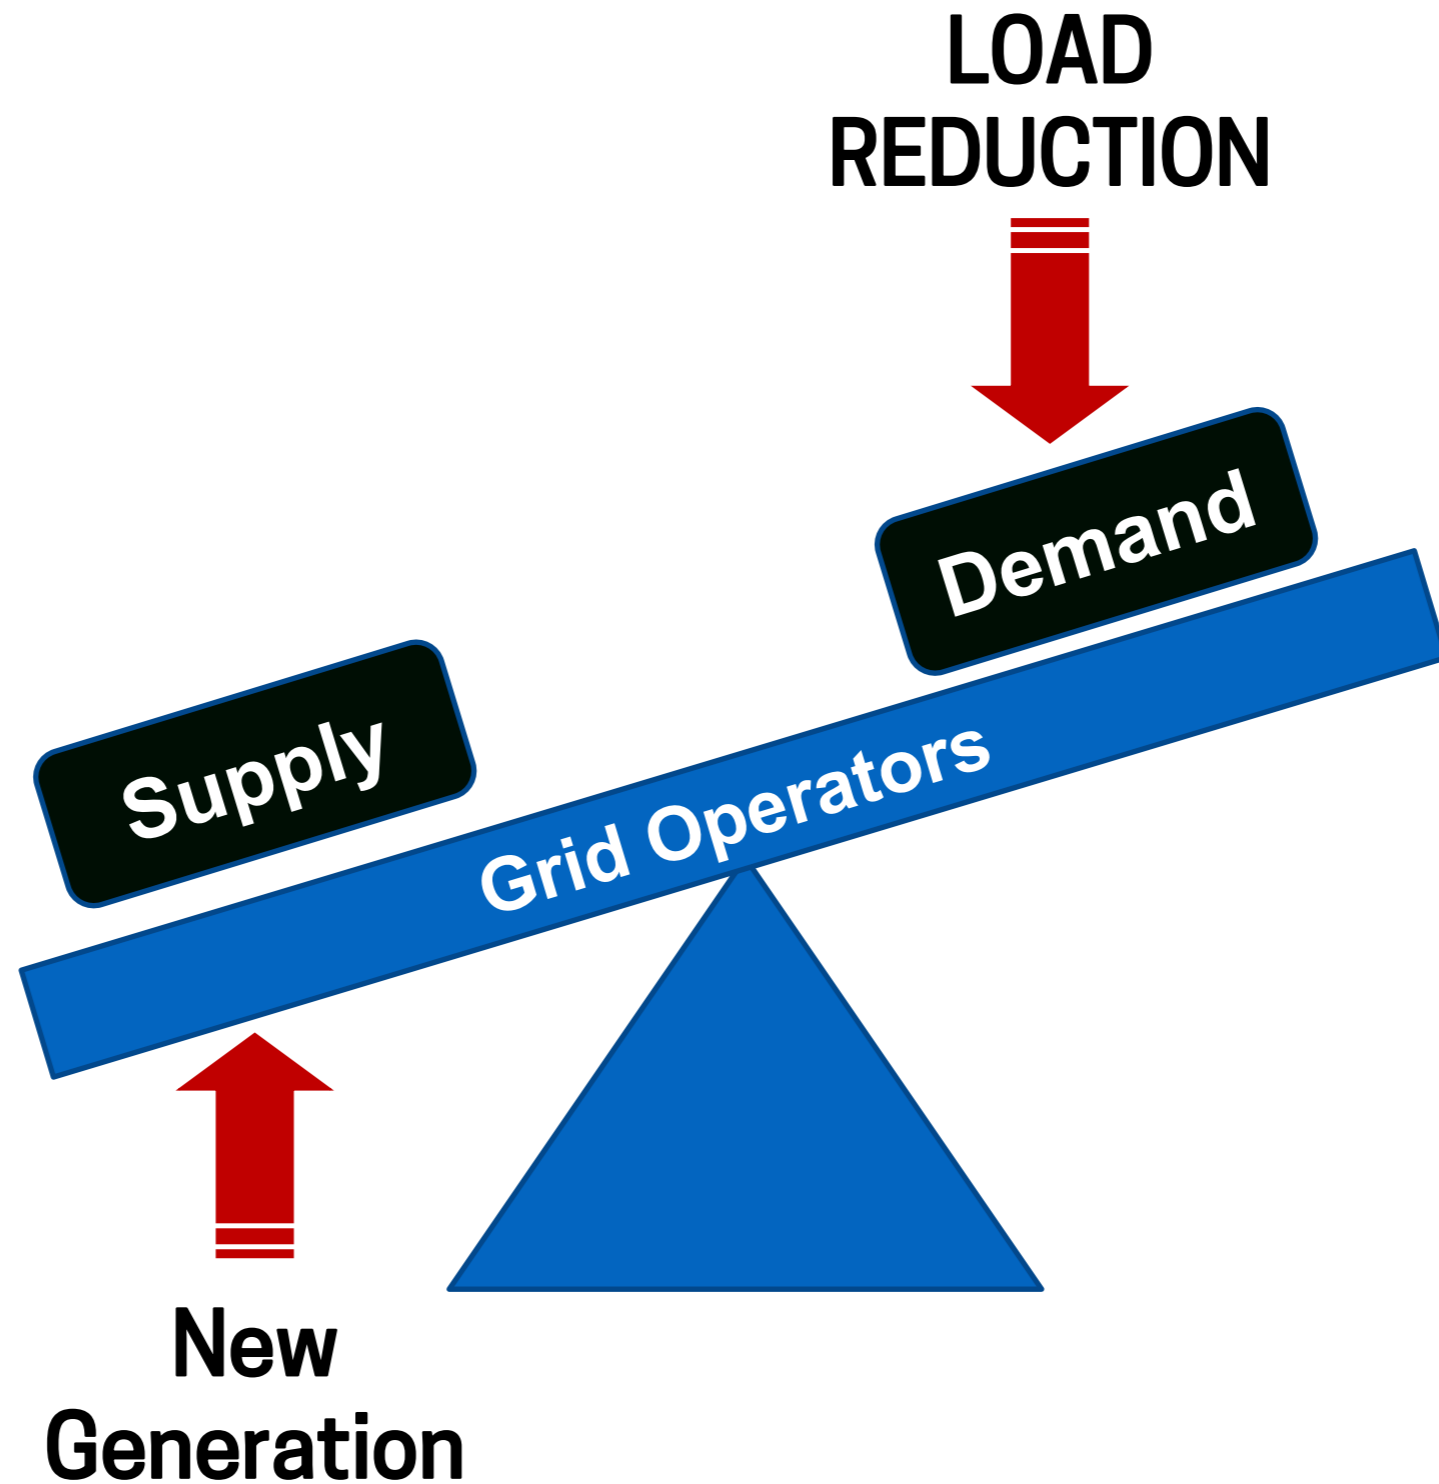 LOAD
REDUCTION
Demand
Supply
Grid Operators
New
Generation